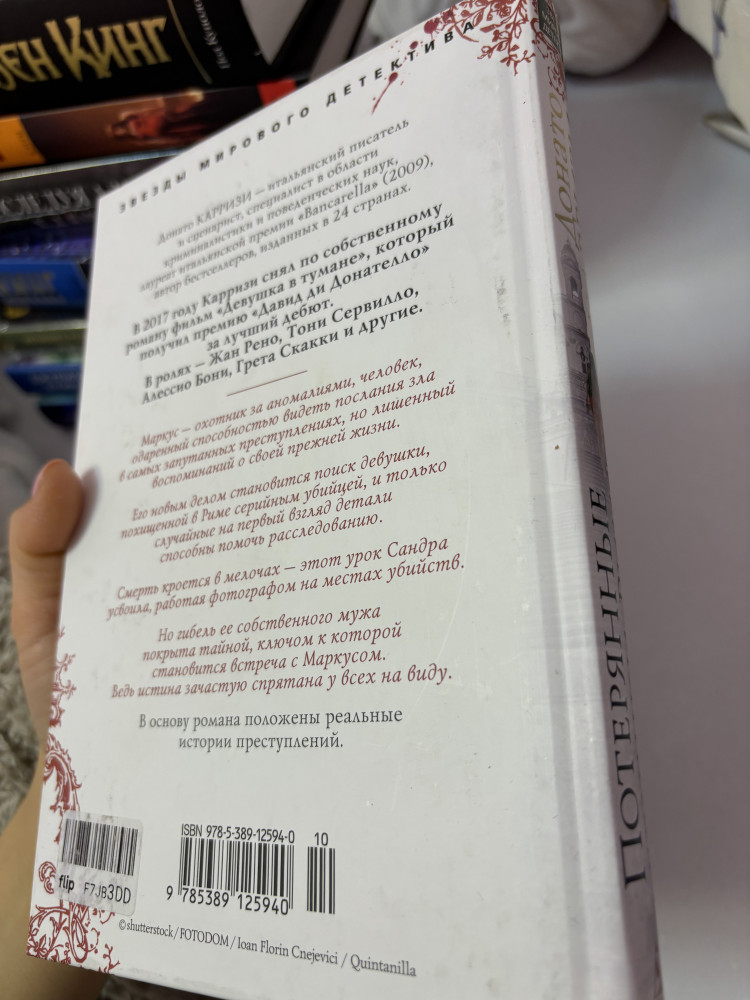 ЕН КИНГ
ЗВЕЗДЫ МИРОВОГО ДЕТЕКТИВА
Донато КАРРИЗИ — итальянский писатель
и сценарист, специалист в области
криминалистики и поведенческих наук,
лауреат итальянской премии «Bancarella» (2009),
автор бестселлеров, изданных в 24 странах.
В 2017 году Карризи снял по собственному
роману фильм «Девушка в тумане», который
получил премию «Давид ди Донателло»
за лучший дебют.
В ролях — Жан Рено, Тони Сервилло,
Алессио Бони, Грета Скакки и другие.
Маркус — охотник за аномалиями, человек,
одаренный способностью видеть послания зла
в самых запутанных преступлениях, но лишенный
воспоминаний о своей прежней жизни.
Его новым делом становится поиск девушки,
похищенной в Риме серийным убийцей, и только
случайные на первый взгляд детали
способны помочь расследованию.
Смерть кроется в мелочах — этот урок Сандра
усвоила, работая фотографом на местах убийств.
Но гибель ее собственного мужа
покрыта тайной, ключом к которой
становится встреча с Маркусом.
Ведь истина зачастую спрятана у всех на виду.
В основу романа положены реальные
истории преступлений.
flip F7JB3DD
ISBN 978-5-389-12594-0 10
9 785389 125940
© shutterstock / FOTODOM / Ioan Florin Cnejevici / Quintanilla
Донато
ПОТЕРЯННЫЕ